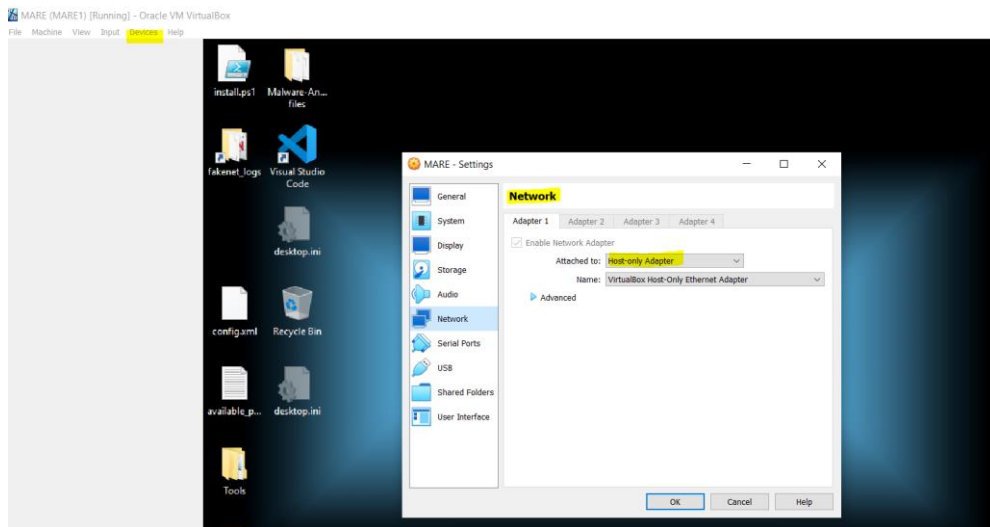 MARE (MARE1) [Running] - Oracle VM VirtualBox
File Machine View Input Devices Help
install.ps1
Malware-An...
files
fakenet_logs
Visual Studio
Code
desktop.ini
config.xml
Recycle Bin
available_p...
desktop.ini
Tools
MARE - Settings
General
System
Display
Storage
Audio
Network
Serial Ports
USB
Shared Folders
User Interface
Network
Adapter 1 Adapter 2 Adapter 3 Adapter 4
Enable Network Adapter
Attached to: Host-only Adapter
Name: VirtualBox Host-Only Ethernet Adapter
Advanced
OK Cancel Help